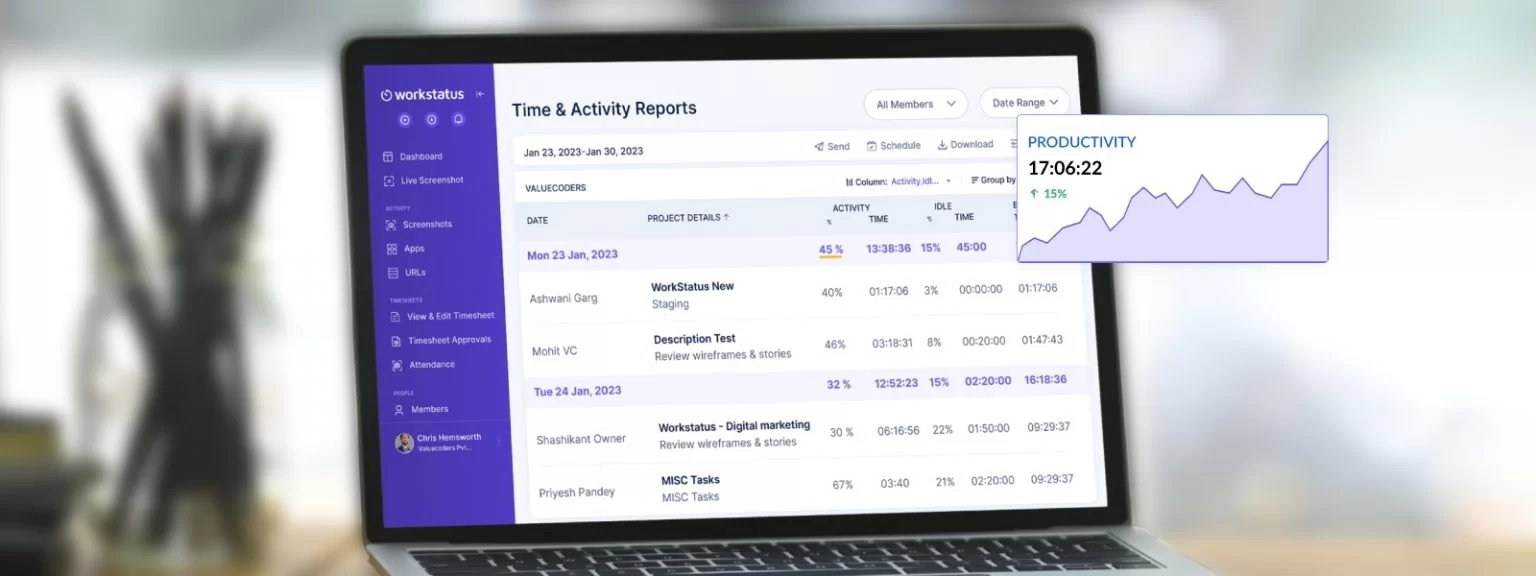 workstatus
Dashboard
Live Screenshot
ACTIVITY
Screenshots
Apps
URLs
TIMESHEETS
View & Edit Timesheet
Timesheet Approvals
Attendance
PEOPLE
Members
Chris Hemsworth
Valuecoders Pvt...
Time & Activity Reports
All Members
Date Range
Jan 23, 2023-Jan 30, 2023
Send Schedule Download
VALUECODERS
Column: Activity,Idl... Group by
DATE PROJECT DETAILS ↑ ACTIVITY IDLE
% TIME % TIME
Mon 23 Jan, 2023 45 % 13:38:36 15% 45:00
Ashwani Garg WorkStatus New 40% 01:17:06 3% 00:00:00 01:17:06
Staging
Mohit VC Description Test 46% 03:18:31 8% 00:20:00 01:47:43
Review wireframes & stories
Tue 24 Jan, 2023 32 % 12:52:23 15% 02:20:00 16:18:36
Shashikant Owner Workstatus - Digital marketing 30 % 06:16:56 22% 01:50:00 09:29:37
Review wireframes & stories
Priyesh Pandey MISC Tasks 67% 03:40 21% 02:20:00 09:29:37
MISC Tasks
PRODUCTIVITY
17:06:22
↑ 15%